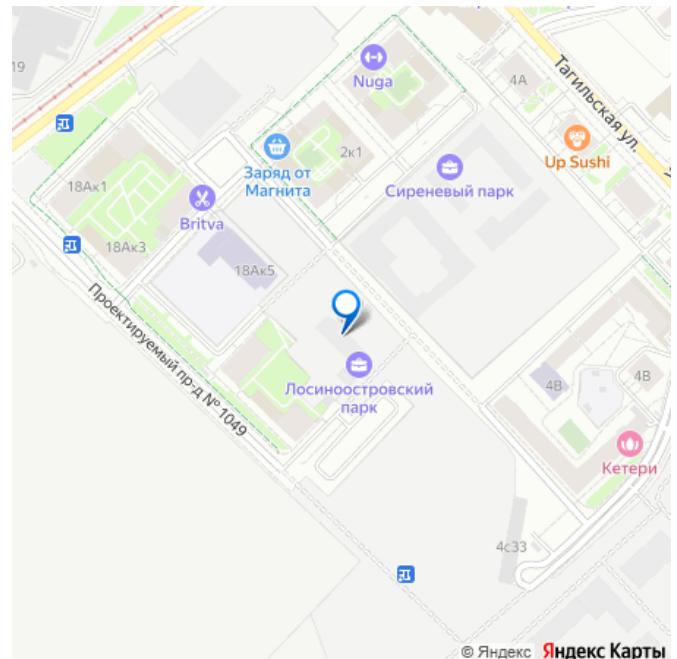 19
Nuga
4А
Тагильская ул.
Up Sushi
2к1
Заряд от
Магнита
Сиреневый парк
18Ак1
Britva
18Ак3
18Ак5
Проектируемый пр-д № 1049
Лосиноостровский
парк
4В
4В
Кетери
4с33
© Яндекс Яндекс Карты